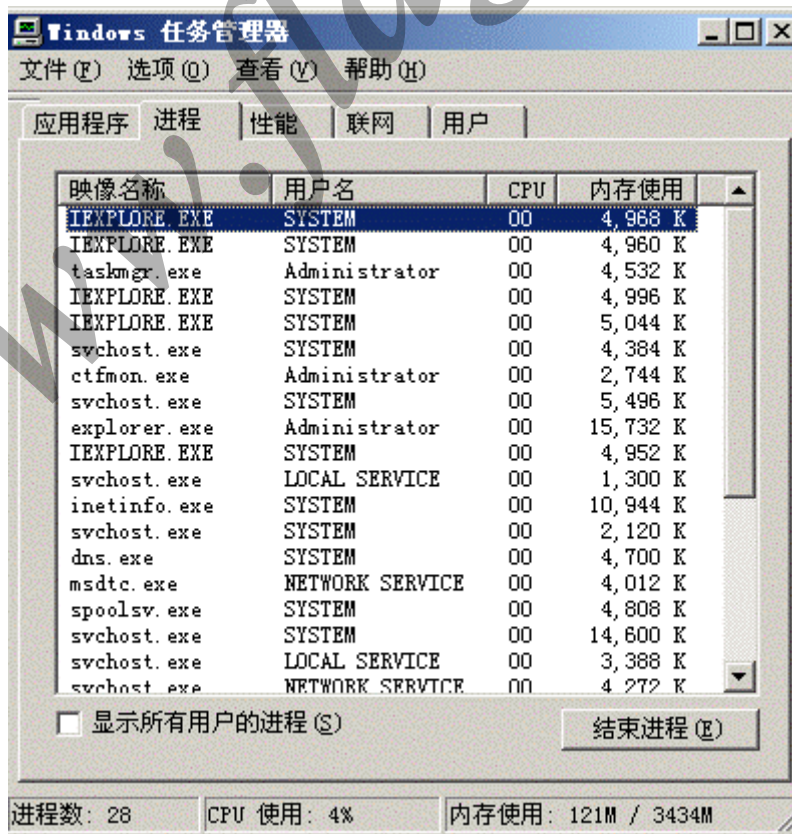 Windows 任务管理器
文件(F) 选项(O) 查看(V) 帮助(H)
应用程序 进程 性能 联网 用户
映像名称 用户名 CPU 内存使用
IEXPLORE.EXE SYSTEM 00 4,968 K
IEXPLORE.EXE SYSTEM 00 4,960 K
taskmgr.exe Administrator 00 4,532 K
IEXPLORE.EXE SYSTEM 00 4,996 K
IEXPLORE.EXE SYSTEM 00 5,044 K
svchost.exe SYSTEM 00 4,384 K
ctfmon.exe Administrator 00 2,744 K
svchost.exe SYSTEM 00 5,496 K
explorer.exe Administrator 00 15,732 K
IEXPLORE.EXE SYSTEM 00 4,952 K
svchost.exe LOCAL SERVICE 00 1,300 K
inetinfo.exe SYSTEM 00 10,944 K
svchost.exe SYSTEM 00 2,120 K
dns.exe SYSTEM 00 4,700 K
msdtc.exe NETWORK SERVICE 00 4,012 K
spoolsv.exe SYSTEM 00 4,808 K
svchost.exe SYSTEM 00 14,600 K
svchost.exe LOCAL SERVICE 00 3,388 K
svchost.exe NETWORK SERVICE 00 4,272 K
显示所有用户的进程(S) 结束进程(E)
进程数: 28 CPU 使用: 4% 内存使用: 121M / 3434M